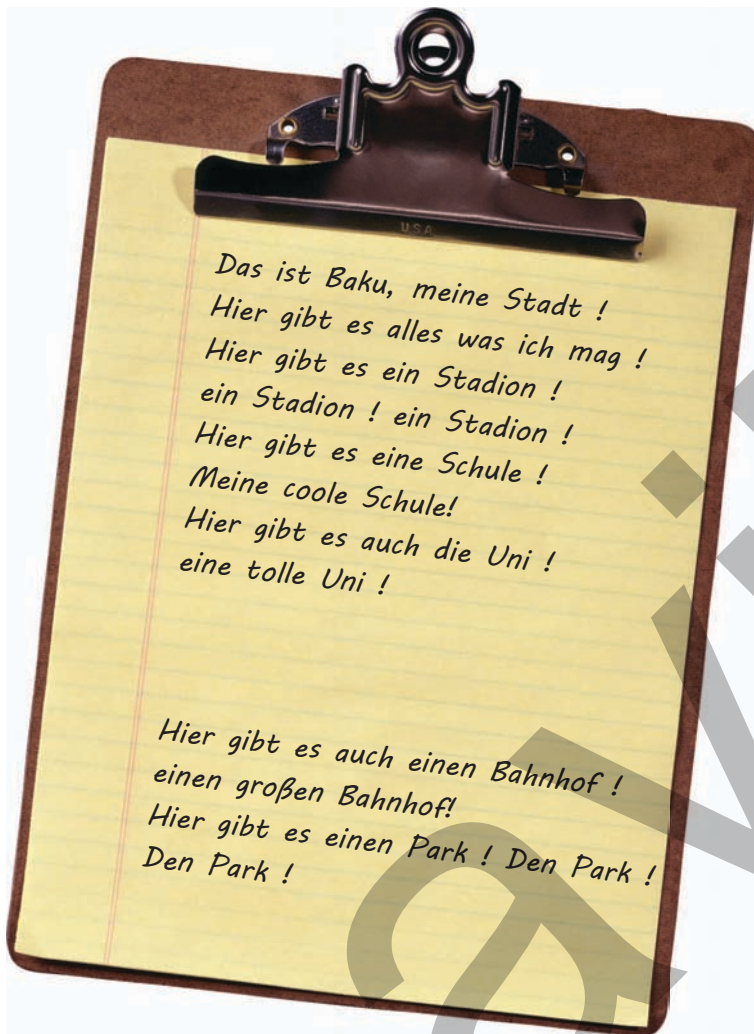 U.S.A.
Das ist Baku, meine Stadt !
Hier gibt es alles was ich mag !
Hier gibt es ein Stadion !
ein Stadion ! ein Stadion !
Hier gibt es eine Schule !
Meine coole Schule!
Hier gibt es auch die Uni !
eine tolle Uni !
Hier gibt es auch einen Bahnhof !
einen großen Bahnhof!
Hier gibt es einen Park ! Den Park !
Den Park !